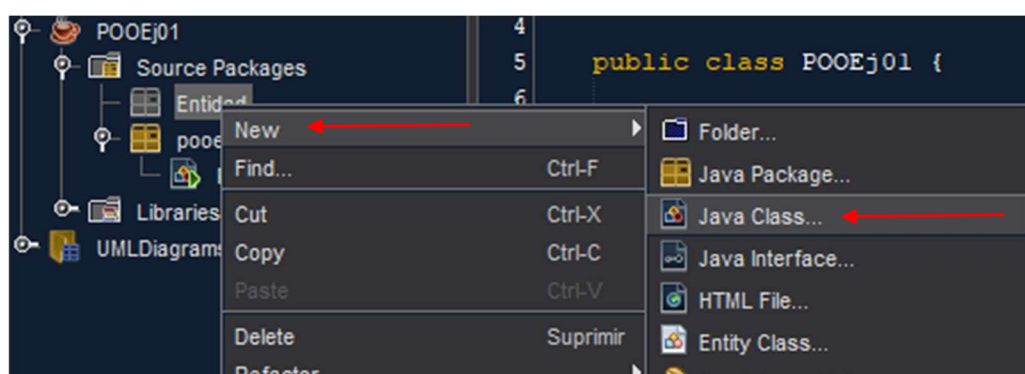 POOEj01
Source Packages
Entidad
Libraries
UMLDiagrams
4
5 public class POOEj01 {
6
New
Find... Ctrl-F
Cut Ctrl-X
Copy Ctrl-C
Paste Ctrl-V
Delete Suprimir
Refactor
Folder...
Java Package...
Java Class...
Java Interface...
HTML File...
Entity Class...